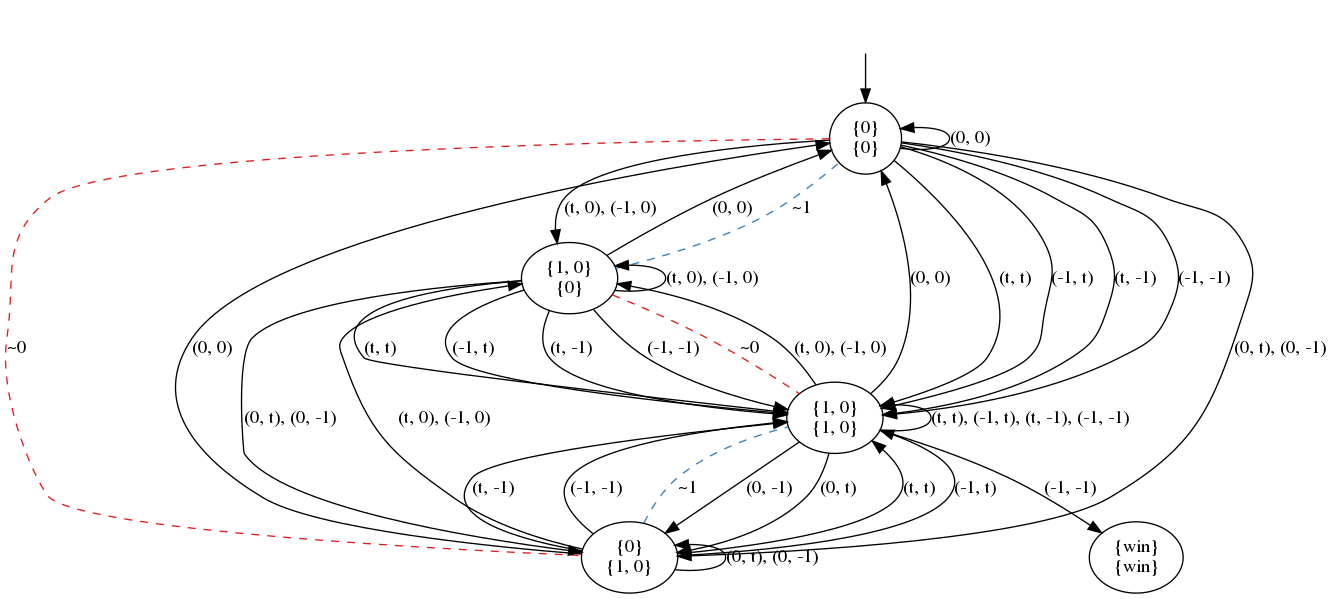 {0}
{0}
(0, 0)
(t, 0), (-1, 0)
(0, 0)
~1
{1, 0}
{0}
(t, 0), (-1, 0)
(0, 0)
(t, t)
(-1, t)
(t, -1)
(-1, -1)
~0
(0, 0)
(t, t)
(-1, t)
(t, -1)
(-1, -1)
~0
(t, 0), (-1, 0)
(0, t), (0, -1)
(0, t), (0, -1)
(t, 0), (-1, 0)
{1, 0}
{1, 0}
(t, t), (-1, t), (t, -1), (-1, -1)
(t, -1)
(-1, -1)
~1
(0, -1)
(0, t)
(t, t)
(-1, t)
(-1, -1)
{0}
{1, 0}
(0, t), (0, -1)
{win}
{win}